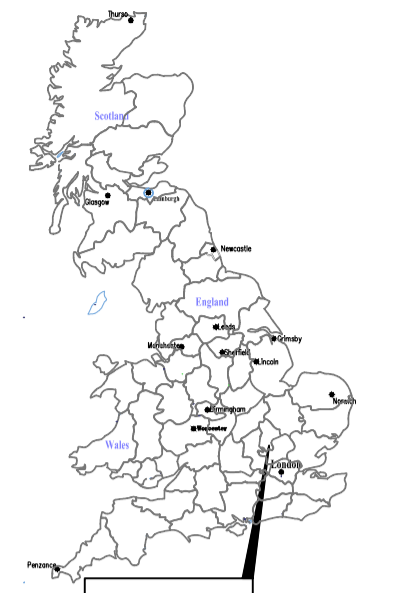 Thurso
Scotland
Glasgow
Edinburgh
Newcastle
England
Leeds
Grimsby
Manchester
Sheffield
Lincoln
Norwich
Birmingham
Worcester
Wales
London
Penzance